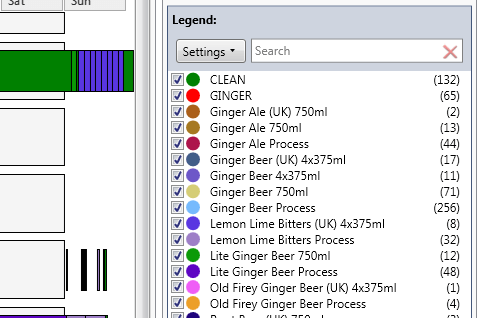 Sat Sun
Legend:
Settings
Search
CLEAN (132)
GINGER (65)
Ginger Ale (UK) 750ml (2)
Ginger Ale 750ml (13)
Ginger Ale Process (44)
Ginger Beer (UK) 4x375ml (17)
Ginger Beer 4x375ml (11)
Ginger Beer 750ml (71)
Ginger Beer Process (256)
Lemon Lime Bitters (UK) 4x375ml (8)
Lemon Lime Bitters Process (32)
Lite Ginger Beer 750ml (12)
Lite Ginger Beer Process (48)
Old Firey Ginger Beer (UK) 4x375ml (1)
Old Firey Ginger Beer Process (4)